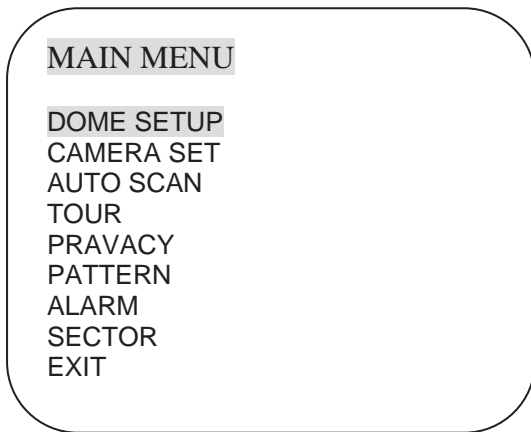 MAIN MENU
DOME SETUP
CAMERA SET
AUTO SCAN
TOUR
PRAVACY
PATTERN
ALARM
SECTOR
EXIT